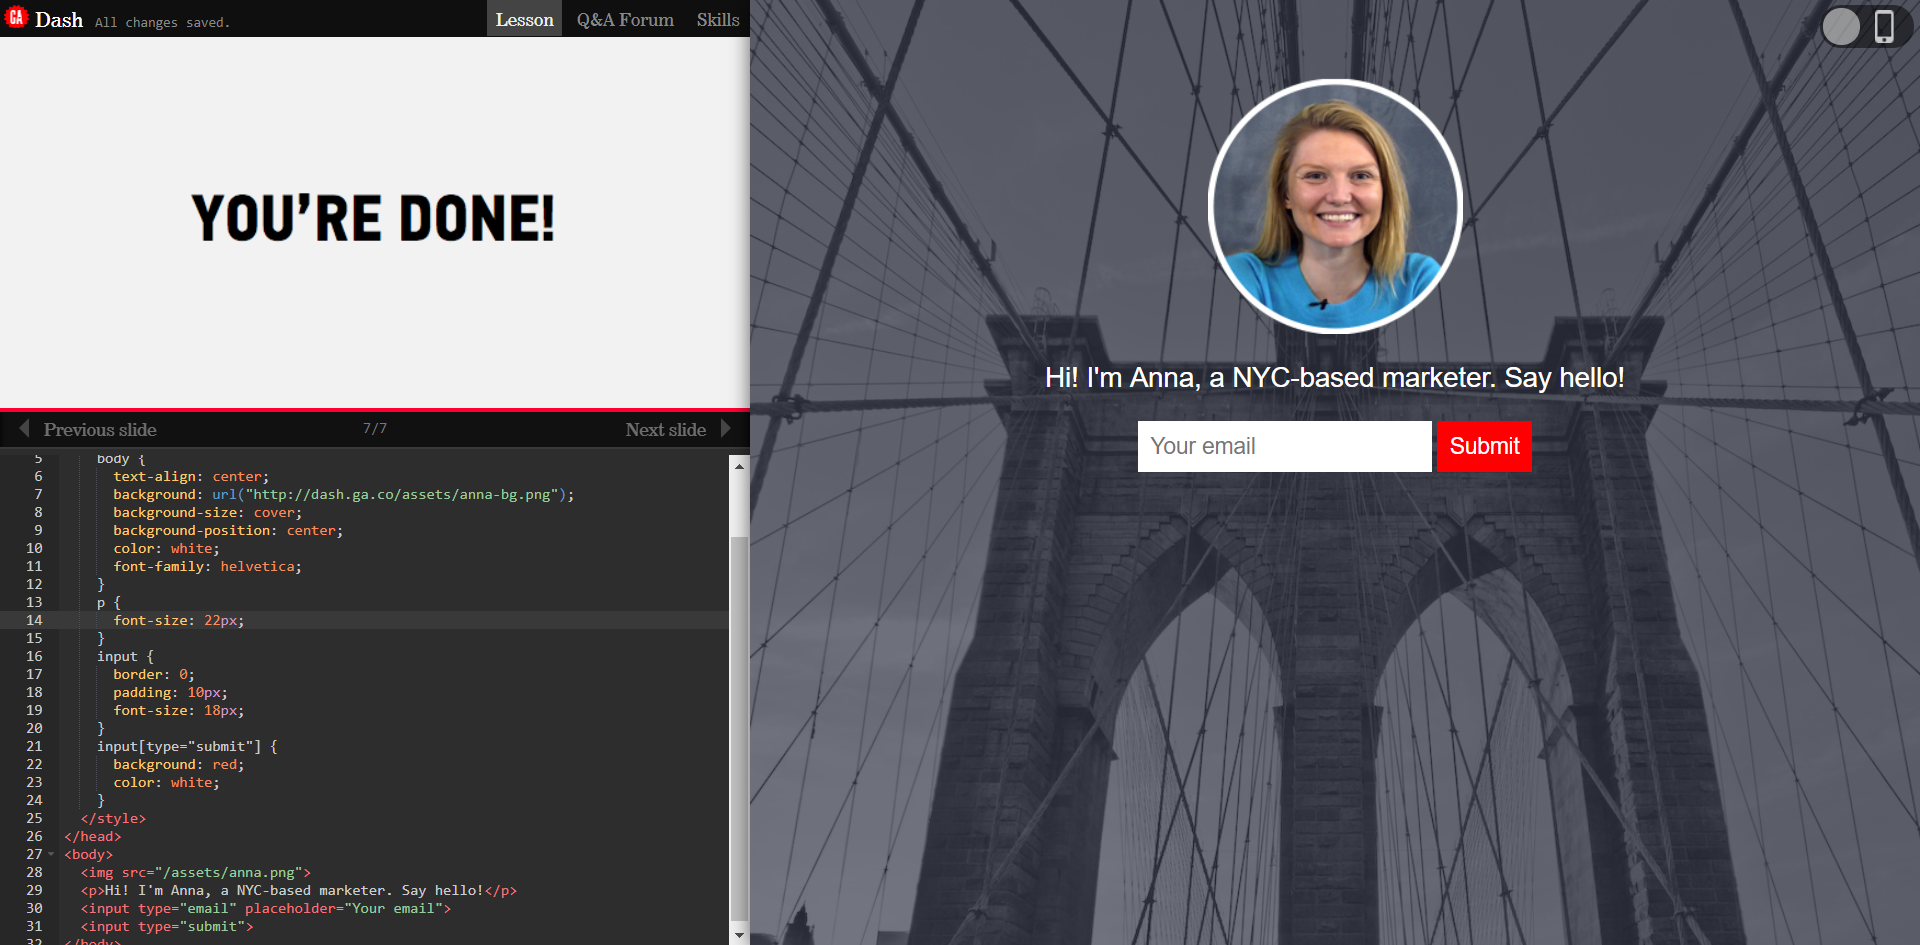 GA Dash All changes saved. Lesson Q&A Forum Skills
YOU'RE DONE!
Previous slide 7/7 Next slide
5 body {
6 text-align: center;
7 background: url("http://dash.ga.co/assets/anna-bg.png");
8 background-size: cover;
9 background-position: center;
10 color: white;
11 font-family: helvetica;
12 }
13 p {
14 font-size: 22px;
15 }
16 input {
17 border: 0;
18 padding: 10px;
19 font-size: 18px;
20 }
21 input[type="submit"] {
22 background: red;
23 color: white;
24 }
25 </style>
26 </head>
27 <body>
28 <img src="/assets/anna.png">
29 <p>Hi! I'm Anna, a NYC-based marketer. Say hello!</p>
30 <input type="email" placeholder="Your email">
31 <input type="submit">
32 </body>
Hi! I'm Anna, a NYC-based marketer. Say hello!
Your email Submit